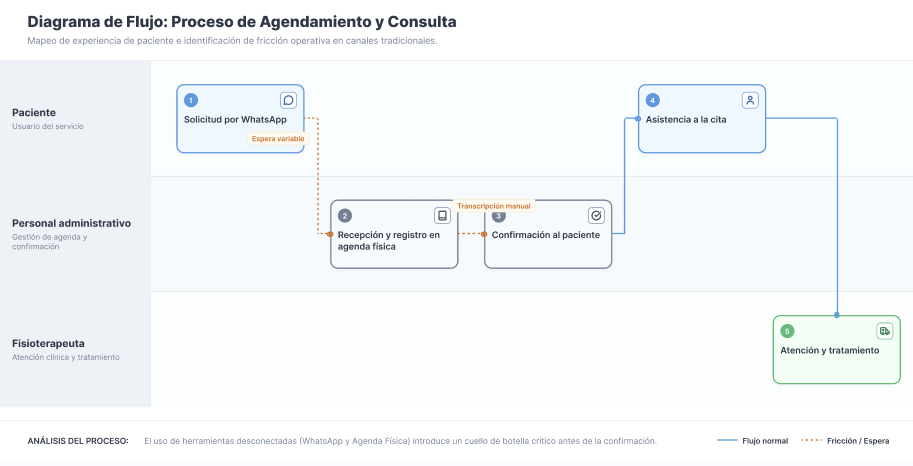 Diagrama de Flujo: Proceso de Agendamiento y Consulta
Mapeo de experiencia de paciente e identificación de fricción operativa en canales tradicionales.
Paciente
Usuario del servicio
1
Solicitud por WhatsApp
Espera variable
4
Asistencia a la cita
Personal administrativo
Gestión de agenda y
confirmación
2
Recepción y registro en
agenda física
Transcripción manual
3
Confirmación al paciente
Fisioterapeuta
Atención clínica y tratamiento
5
Atención y tratamiento
ANÁLISIS DEL PROCESO:
El uso de herramientas desconectadas (WhatsApp y Agenda Física) introduce un cuello de botella crítico antes de la confirmación.
Flujo normal
Fricción / Espera